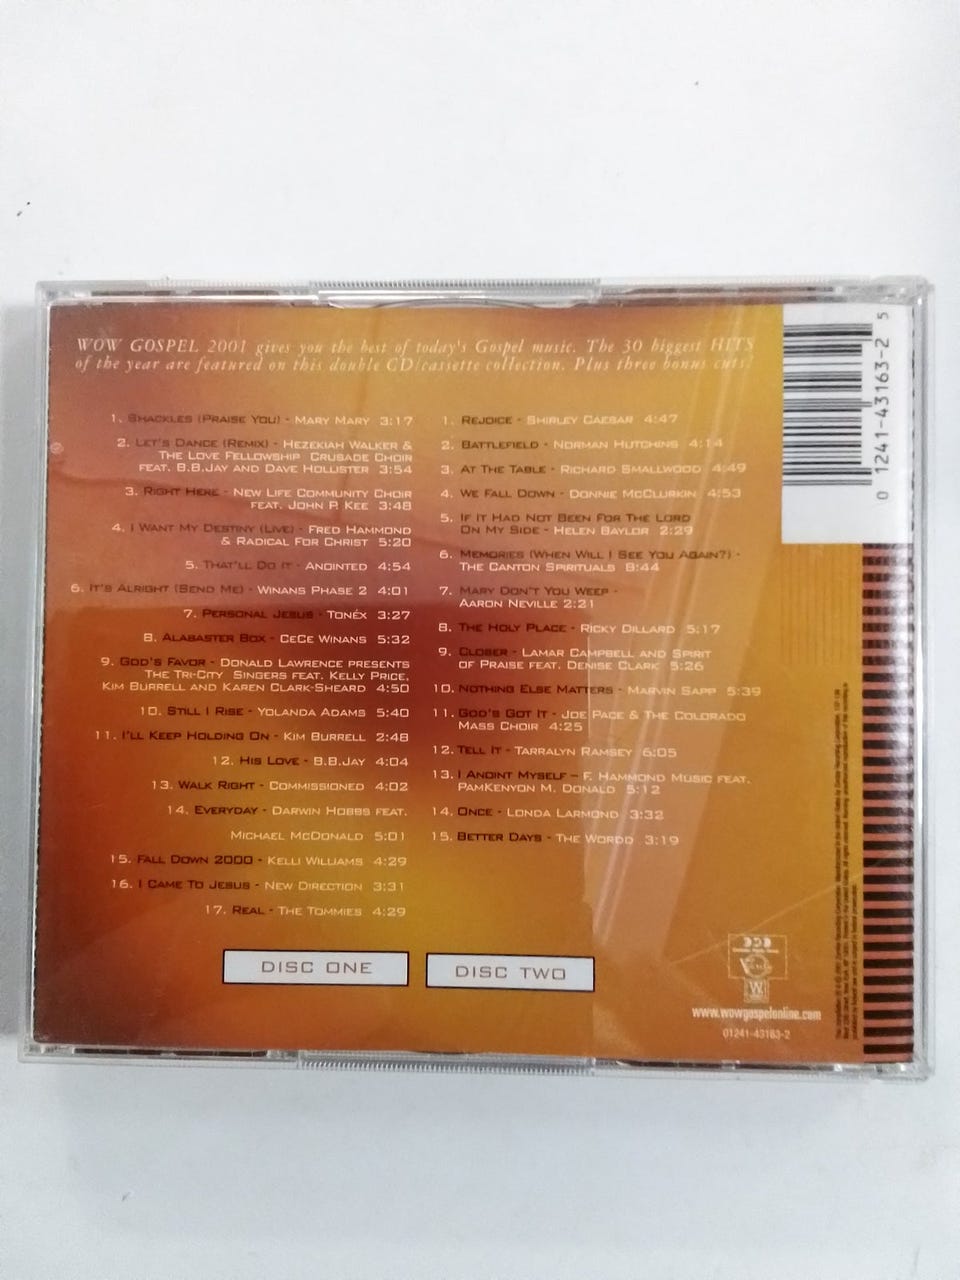 WOW GOSPEL 2001 gives you the best of today's Gospel music. The 30 biggest HITS
of the year are featured on this double CD/cassette collection. Plus three bonus cuts!
1. SHACKLES (PRAISE YOU) - MARY MARY 3:17
2. LET'S DANCE (REMIX) - HEZEKIAH WALKER &
THE LOVE FELLOWSHIP CRUSADE CHOIR
FEAT. B.B.JAY AND DAVE HOLLISTER 3:54
3. RIGHT HERE - NEW LIFE COMMUNITY CHOIR
FEAT. JOHN P. KEE 3:48
4. I WANT MY DESTINY (LIVE) - FRED HAMMOND
& RADICAL FOR CHRIST 5:20
5. THAT'LL DO IT - ANOINTED 4:54
6. IT'S ALRIGHT (SEND ME) - WINANS PHASE 2 4:01
7. PERSONAL JESUS - TONÉX 3:27
8. ALABASTER BOX - CECE WINANS 5:32
9. GOD'S FAVOR - DONALD LAWRENCE PRESENTS
THE TRI-CITY SINGERS FEAT. KELLY PRICE,
KIM BURRELL AND KAREN CLARK-SHEARD 4:50
10. STILL I RISE - YOLANDA ADAMS 5:40
11. I'LL KEEP HOLDING ON - KIM BURRELL 2:48
12. HIS LOVE - B.B.JAY 4:04
13. WALK RIGHT - COMMISSIONED 4:02
14. EVERYDAY - DARWIN HOBBS FEAT.
MICHAEL MCDONALD 5:01
15. FALL DOWN 2000 - KELLI WILLIAMS 4:29
16. I CAME TO JESUS - NEW DIRECTION 3:31
17. REAL - THE TOMMIES 4:29
DISC ONE
1. REJOICE - SHIRLEY CAESAR 4:47
2. BATTLEFIELD - NORMAN HUTCHINS 4:14
3. AT THE TABLE - RICHARD SMALLWOOD 4:49
4. WE FALL DOWN - DONNIE MCCLURKIN 4:53
5. IF IT HAD NOT BEEN FOR THE LORD
ON MY SIDE - HELEN BAYLOR 2:29
6. MEMORIES (WHEN WILL I SEE YOU AGAIN?) -
THE CANTON SPIRITUALS 8:44
7. MARY DON'T YOU WEEP -
AARON NEVILLE 2:21
8. THE HOLY PLACE - RICKY DILLARD 5:17
9. CLOSER - LAMAR CAMPBELL AND SPIRIT
OF PRAISE FEAT. DENISE CLARK 5:26
10. NOTHING ELSE MATTERS - MARVIN SAPP 5:39
11. GOD'S GOT IT - JOE PACE & THE COLORADO
MASS CHOIR 4:25
12. TELL IT - TARRALYN RAMSEY 6:05
13. I ANOINT MYSELF - F. HAMMOND MUSIC FEAT.
PAMKENYON M. DONALD 5:12
14. ONCE - LONDA LARMOND 3:32
15. BETTER DAYS - THE WORDD 3:19
DISC TWO
0 1241-43163-2 5
www.wowgospelonline.com
01241-43163-2